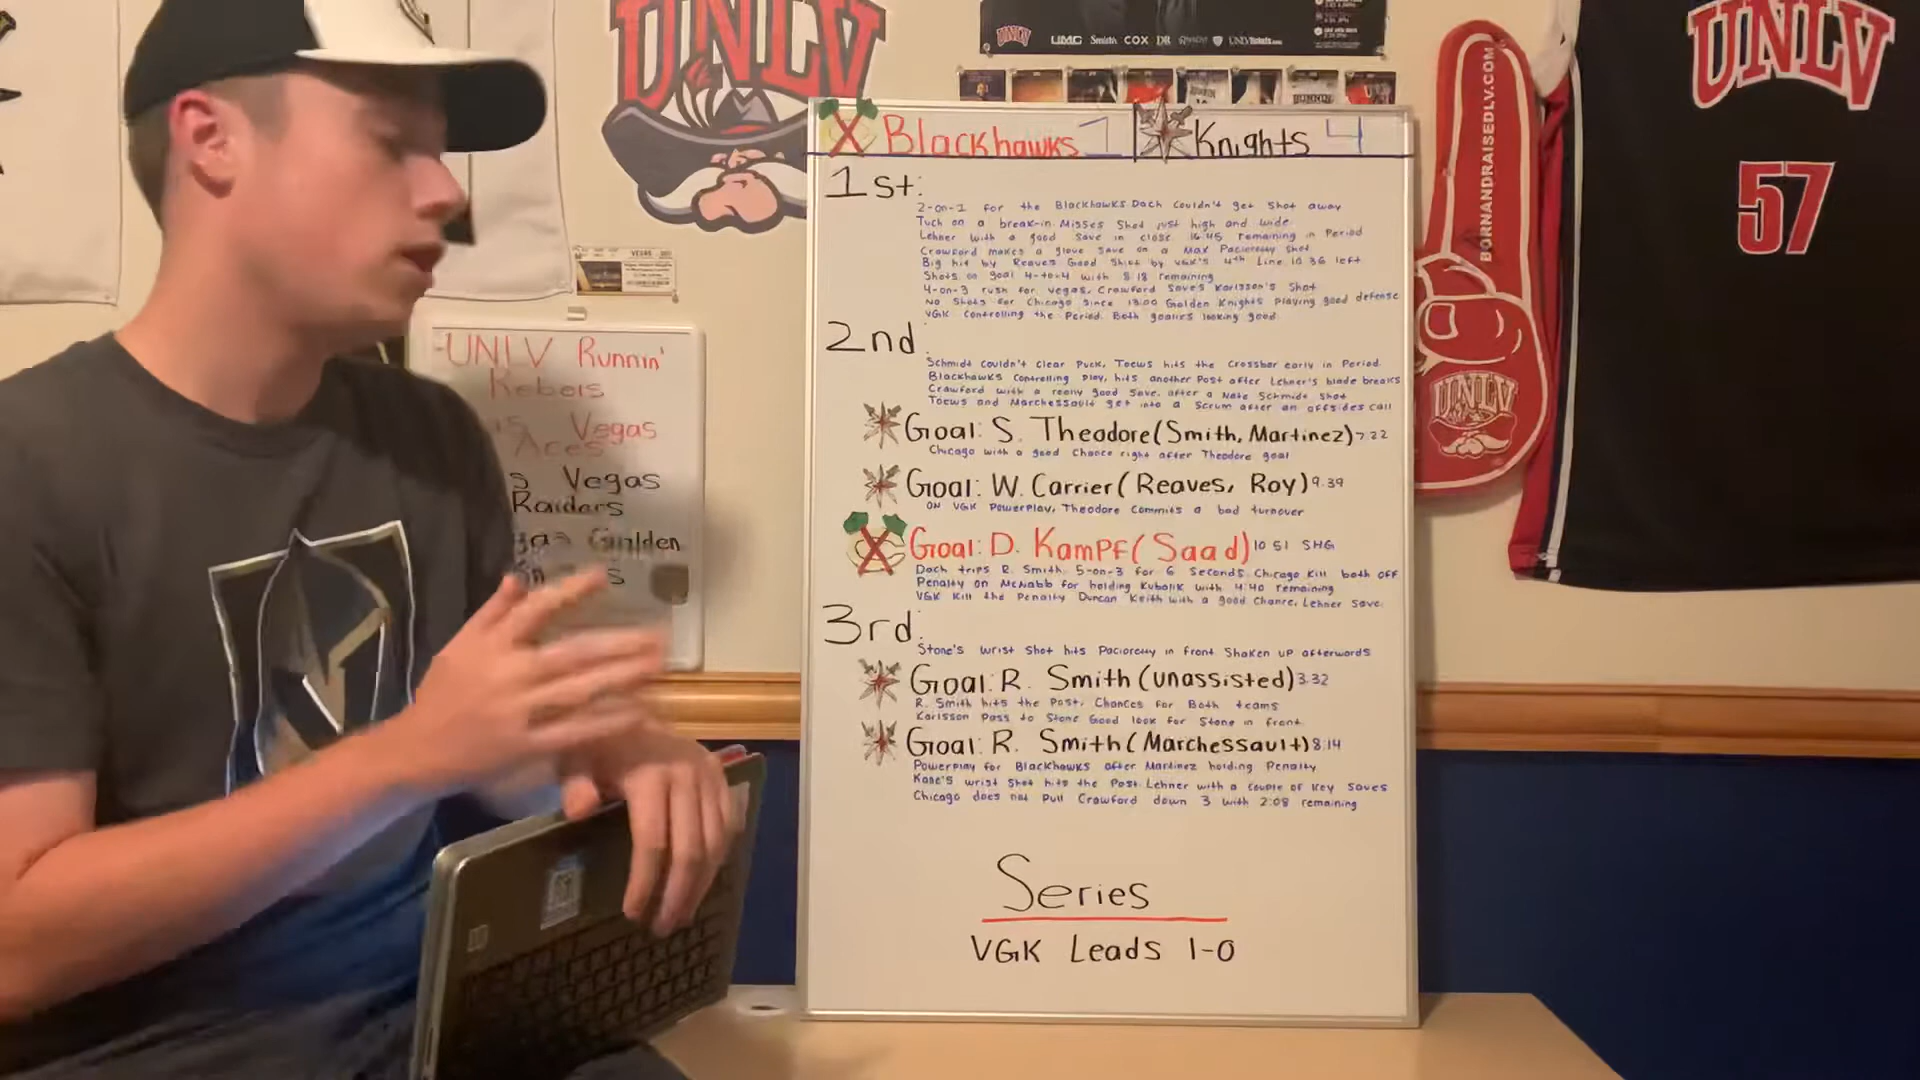 UNLV
UMC Smith COX DR UNLVtickets.com
BORNANDRAISEDLV.COM
UNLV
UNLV
57
VEGAS
-UNLV Runnin'
Rebels
Vegas
Aces
s Vegas
Raiders
gas Golden
Kn s
Blackhawks 1
Knights 4
1st:
2-on-1 for the Blackhawks Dach Couldn't get Shot away
Tuch on a break-in Misses Shot just high and wide
Lehner with a good Save in close 16:45 remaining in Period
Crawford makes a glove save on a Max Pacioretty Shot
Big hit by Reaves Good Shift by VGK's 4th Line 10:36 left
Shots on goal 4-to-4 with 8:18 remaining
4-on-3 rush for Vegas, Crawford Saves Karlsson's Shot
No Shots for Chicago Since 13:00 Golden Knights Playing good defense
VGK Controlling the Period. Both goalies looking good
2nd:
Schmidt Couldn't Clear Puck, Toews hits the Crossbar early in Period
Blackhawks Controlling Play, hits another Post after Lehner's blade breaks
Crawford with a really good Save, after a Nate Schmidt Shot
Toews and Marchessault get into a Scrum after an offsides Call
Goal: S. Theodore (Smith, Martinez) 7:22
Chicago with a good Chance right after Theodore goal
Goal: W. Carrier (Reaves, Roy) 9:39
ON VGK PowerPlay, Theodore Commits a bad turnover
Goal: D. Kampf (Saad) 10:51 SHG
Dach trips R. Smith. 5-on-3 for 6 Seconds. Chicago Kill both OFF
Penalty on McNabb for holding Kubalik with 4:40 remaining
VGK Kill the Penalty Duncan Keith with a good Chance, Lehner Save
3rd:
Stone's Wrist Shot hits Pacioretty in front Shaken up afterwords
Goal: R. Smith (unassisted) 3:32
R. Smith hits the Post, Chances for Both teams
Karlsson Pass to Stone Good look for Stone in front
Goal: R. Smith (Marchessault) 8:14
Powerplay for Blackhawks after Martinez holding Penalty
Kane's wrist Shot hits the Post Lehner with a Couple of Key Saves
Chicago does not Pull Crawford down 3 with 2:08 remaining
Series
VGK Leads 1-0